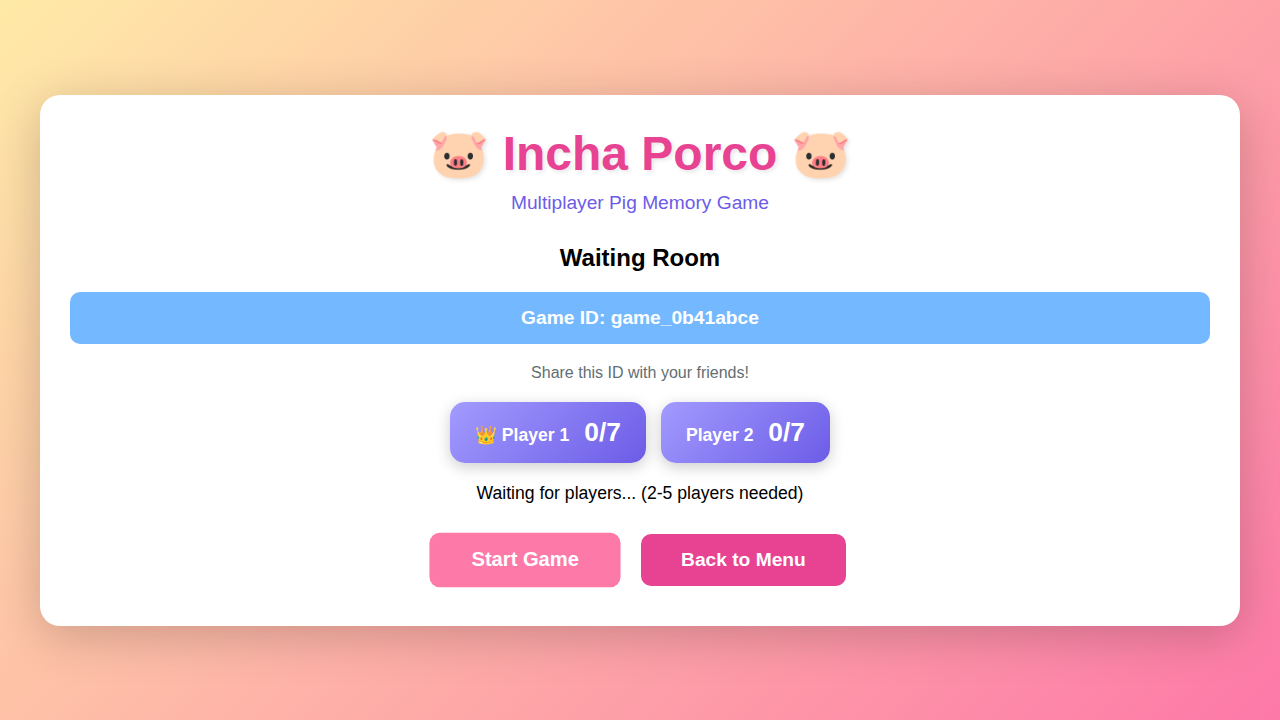 🐷 Incha Porco 🐷
Multiplayer Pig Memory Game
Waiting Room
Game ID: game_0b41abce
Share this ID with your friends!
👑 Player 1 0/7 Player 2 0/7
Waiting for players... (2-5 players needed)
Start Game Back to Menu